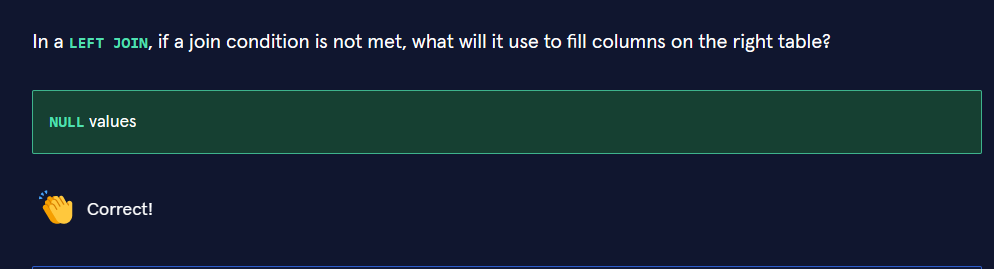 In a LEFT JOIN, if a join condition is not met, what will it use to fill columns on the right table?
NULL values
Correct!